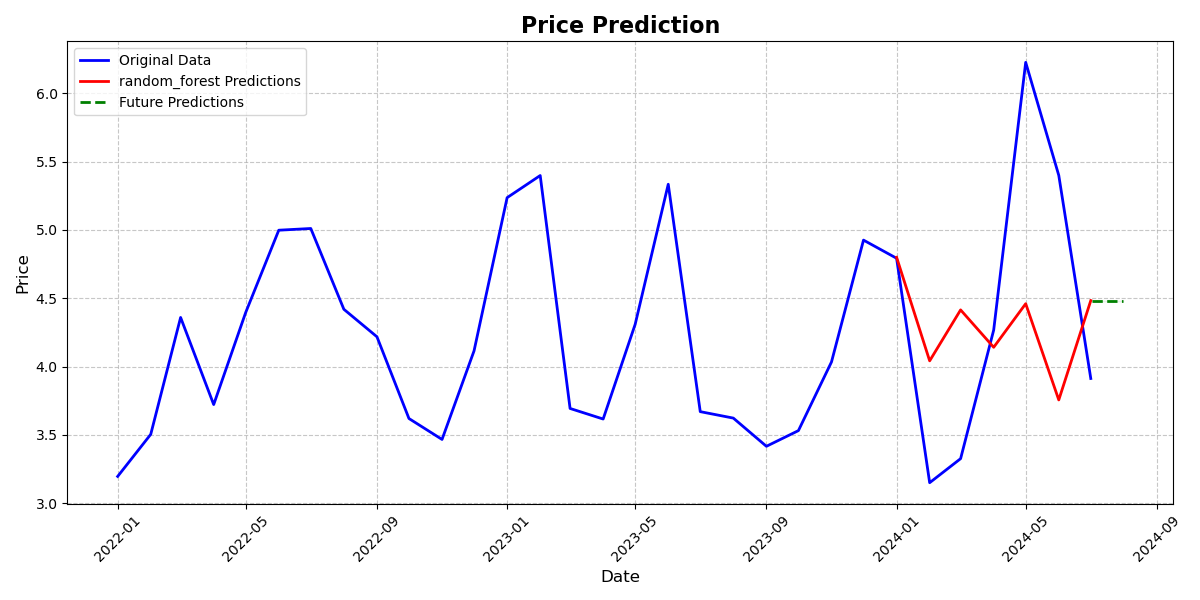 Price Prediction
Original Data
random_forest Predictions
Future Predictions
Price
6.0
5.5
5.0
4.5
4.0
3.5
3.0
2022-01
2022-05
2022-09
2023-01
2023-05
2023-09
2024-01
2024-05
2024-09
Date